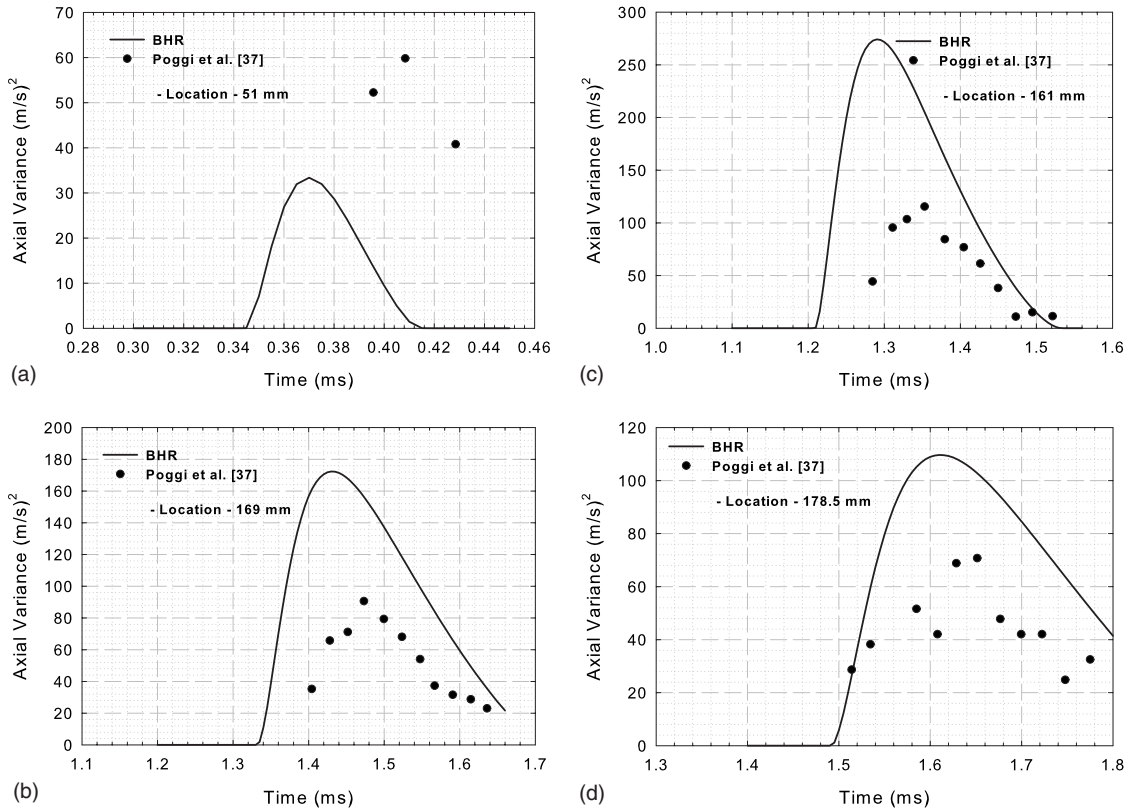 70
60
50
40
30
20
10
0
Axial Variance (m/s)2
BHR
Poggi et al. [37]
- Location - 51 mm
0.28 0.30 0.32 0.34 0.36 0.38 0.40 0.42 0.44 0.46
Time (ms)
(a)
300
250
200
150
100
50
0
Axial Variance (m/s)2
BHR
Poggi et al. [37]
- Location - 161 mm
1.0 1.1 1.2 1.3 1.4 1.5 1.6
Time (ms)
(c)
200
180
160
140
120
100
80
60
40
20
0
Axial Variance (m/s)2
BHR
Poggi et al. [37]
- Location - 169 mm
1.1 1.2 1.3 1.4 1.5 1.6 1.7
Time (ms)
(b)
120
100
80
60
40
20
0
Axial Variance (m/s)2
BHR
Poggi et al. [37]
- Location - 178.5 mm
1.3 1.4 1.5 1.6 1.7 1.8
Time (ms)
(d)